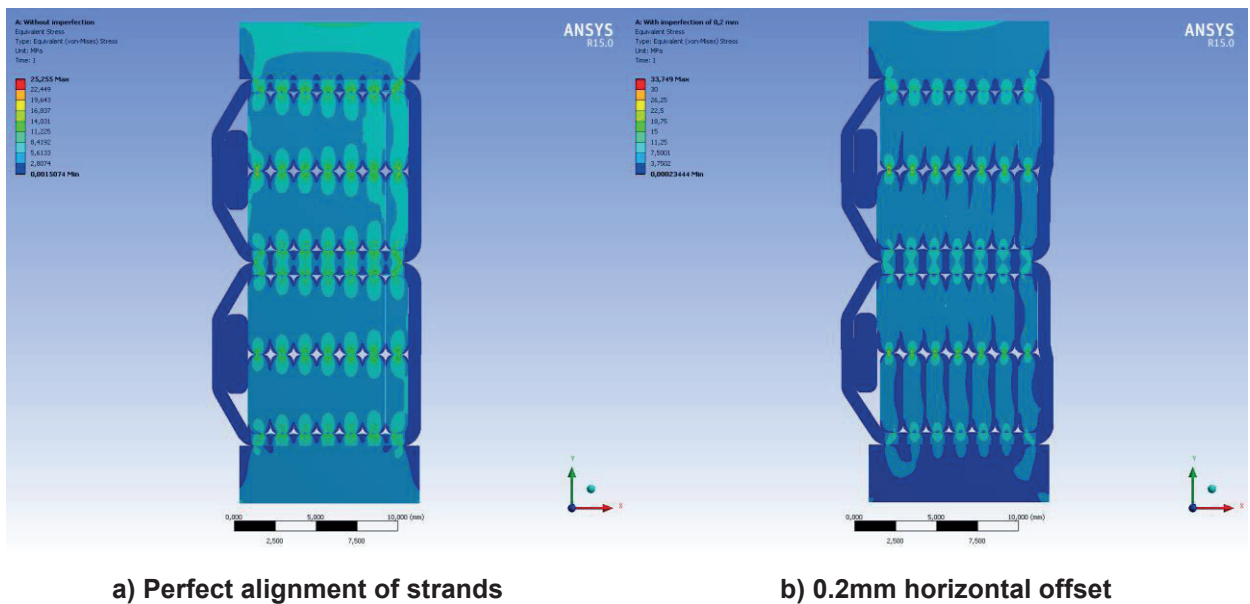 A: Without imperfection
Equivalent Stress
Type: Equivalent (von-Mises) Stress
Unit: MPa
Time: 1
25,255 Max
22,449
19,643
16,837
14,031
11,225
8,4192
5,6133
2,8074
0,0015074 Min
ANSYS
R15.0
Y
X
0,000 5,000 10,000 (mm)
2,500 7,500
A: With imperfection of 0,2 mm
Equivalent Stress
Type: Equivalent (von-Mises) Stress
Unit: MPa
Time: 1
33,749 Max
30
26,25
22,5
18,75
15
11,25
7,5001
3,7502
0,00023444 Min
ANSYS
R15.0
Y
X
0,000 5,000 10,000 (mm)
2,500 7,500
a) Perfect alignment of strands
b) 0.2mm horizontal offset